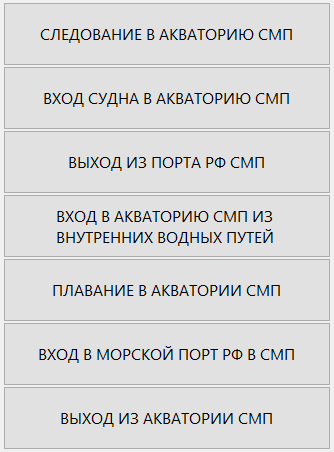 СЛЕДОВАНИЕ В АКВАТОРИЮ СМП
ВХОД СУДНА В АКВАТОРИЮ СМП
ВЫХОД ИЗ ПОРТА РФ СМП
ВХОД В АКВАТОРИЮ СМП ИЗ
ВНУТРЕННИХ ВОДНЫХ ПУТЕЙ
ПЛАВАНИЕ В АКВАТОРИИ СМП
ВХОД В МОРСКОЙ ПОРТ РФ В СМП
ВЫХОД ИЗ АКВАТОРИИ СМП